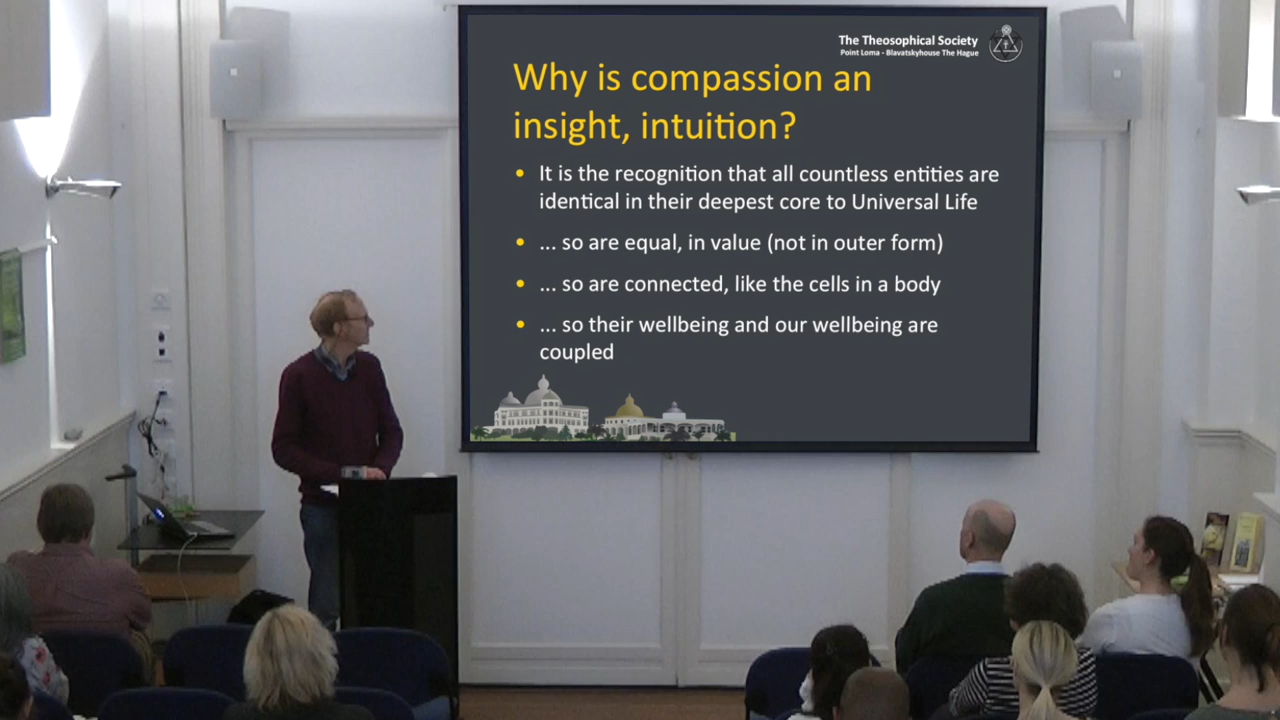 The Theosophical Society
Point Loma - Blavatskyhouse The Hague
Why is compassion an
insight, intuition?
• It is the recognition that all countless entities are
identical in their deepest core to Universal Life
• ... so are equal, in value (not in outer form)
• ... so are connected, like the cells in a body
• ... so their wellbeing and our wellbeing are
coupled